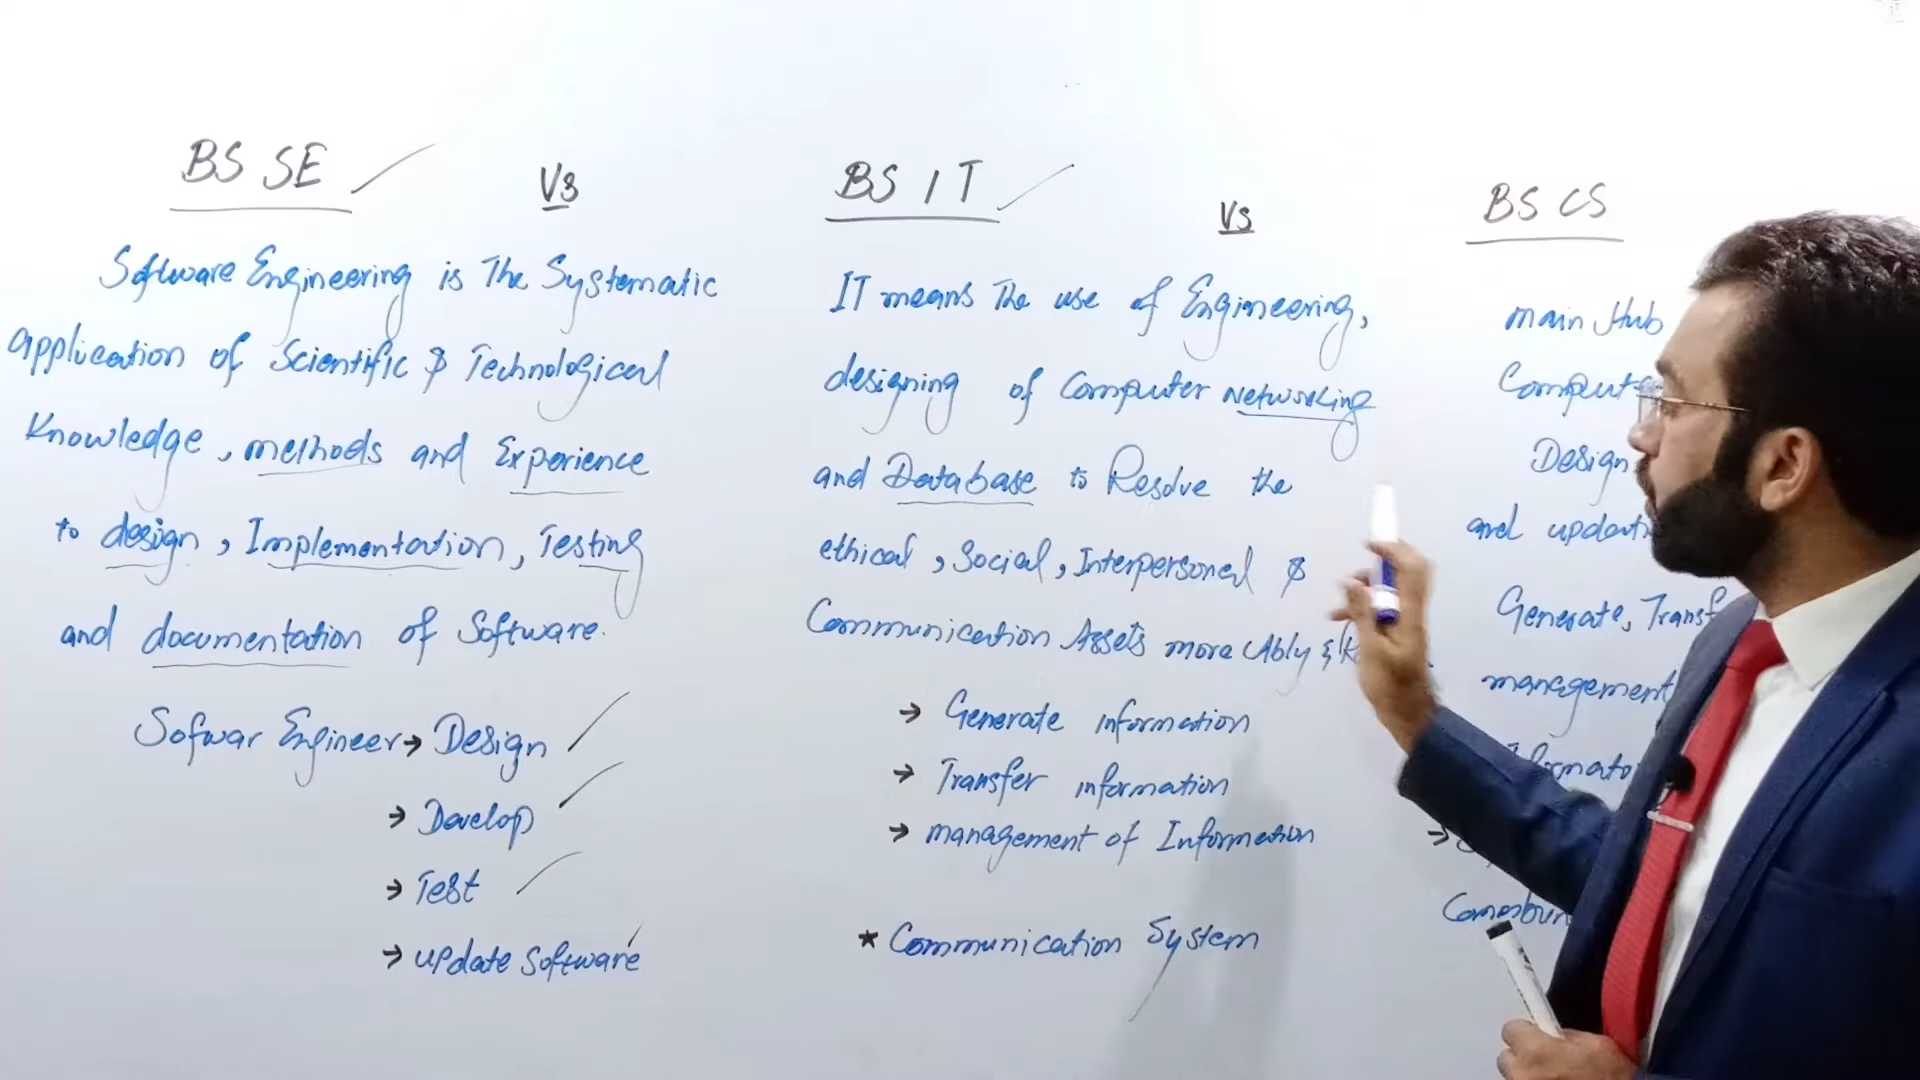 BS SE
Vs
BS IT
Vs
BS CS
Software Engineering is The Systematic
application of Scientific & Technological
Knowledge, methods and Experience
to design, Implementation, Testing
and documentation of Software.
Sofwar Engineer → Design
→ Develop
→ Test
→ update Software
IT means The use of Engineering,
designing of Computer Networking
and Database to Resolve the
ethical, Social, Interpersonal &
Communication Assets more Ably &
→ Generate information
→ Transfer information
→ management of Information
* Communication System
main Hub
Design
and
Generate,
management
→